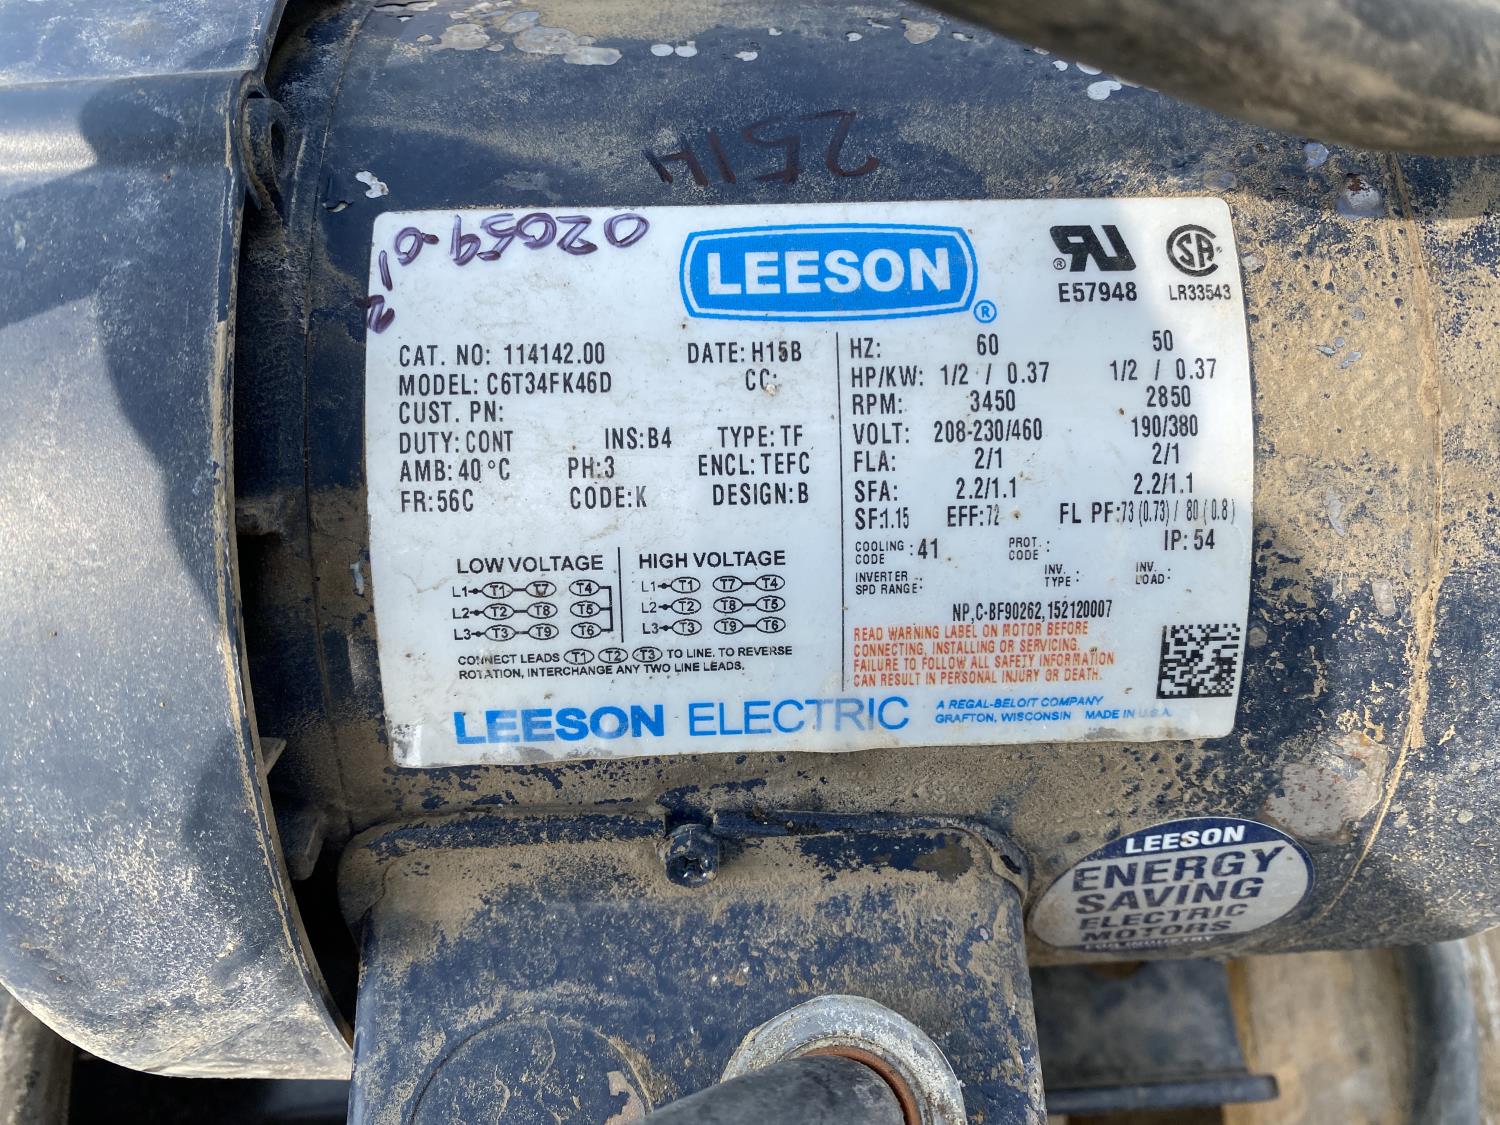 2514
02059-01
2
LEESON
®
® UR E57948
SA LR33543
CAT. NO: 114142.00 DATE: H15B
MODEL: C6T34FK46D CC:
CUST. PN:
DUTY: CONT INS:B4 TYPE: TF
AMB: 40°C PH:3 ENCL: TEFC
FR: 56C CODE:K DESIGN: B
HZ: 60 50
HP/KW: 1/2 / 0.37 1/2 / 0.37
RPM: 3450 2850
VOLT: 208-230/460 190/380
FLA: 2/1 2/1
SFA: 2.2/1.1 2.2/1.1
SF:1.15 EFF:72 FL PF:73 (0.73) / 80 (0.8)
COOLING CODE :41 PROT. CODE : IP: 54
INVERTER SPD RANGE: INV. TYPE : INV. LOAD:
NP,C-BF90262,152120007
LOW VOLTAGE HIGH VOLTAGE
L1 T1 T7 T4 L1 T1 T7 T4
L2 T2 T8 T5 L2 T2 T8 T5
L3 T3 T9 T6 L3 T3 T9 T6
CONNECT LEADS T1 T2 T3 TO LINE. TO REVERSE
ROTATION, INTERCHANGE ANY TWO LINE LEADS.
READ WARNING LABEL ON MOTOR BEFORE
CONNECTING, INSTALLING OR SERVICING.
FAILURE TO FOLLOW ALL SAFETY INFORMATION
CAN RESULT IN PERSONAL INJURY OR DEATH.
LEESON ELECTRIC
A REGAL-BELOIT COMPANY
GRAFTON, WISCONSIN MADE IN U.S.A.
LEESON
ENERGY
SAVING
ELECTRIC
MOTORS